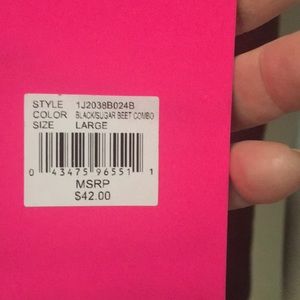 STYLE 1J2038B024B
COLOR BLACK/SUGAR BEET COMBO
SIZE LARGE
0 43475 96551 1
MSRP
$42.00